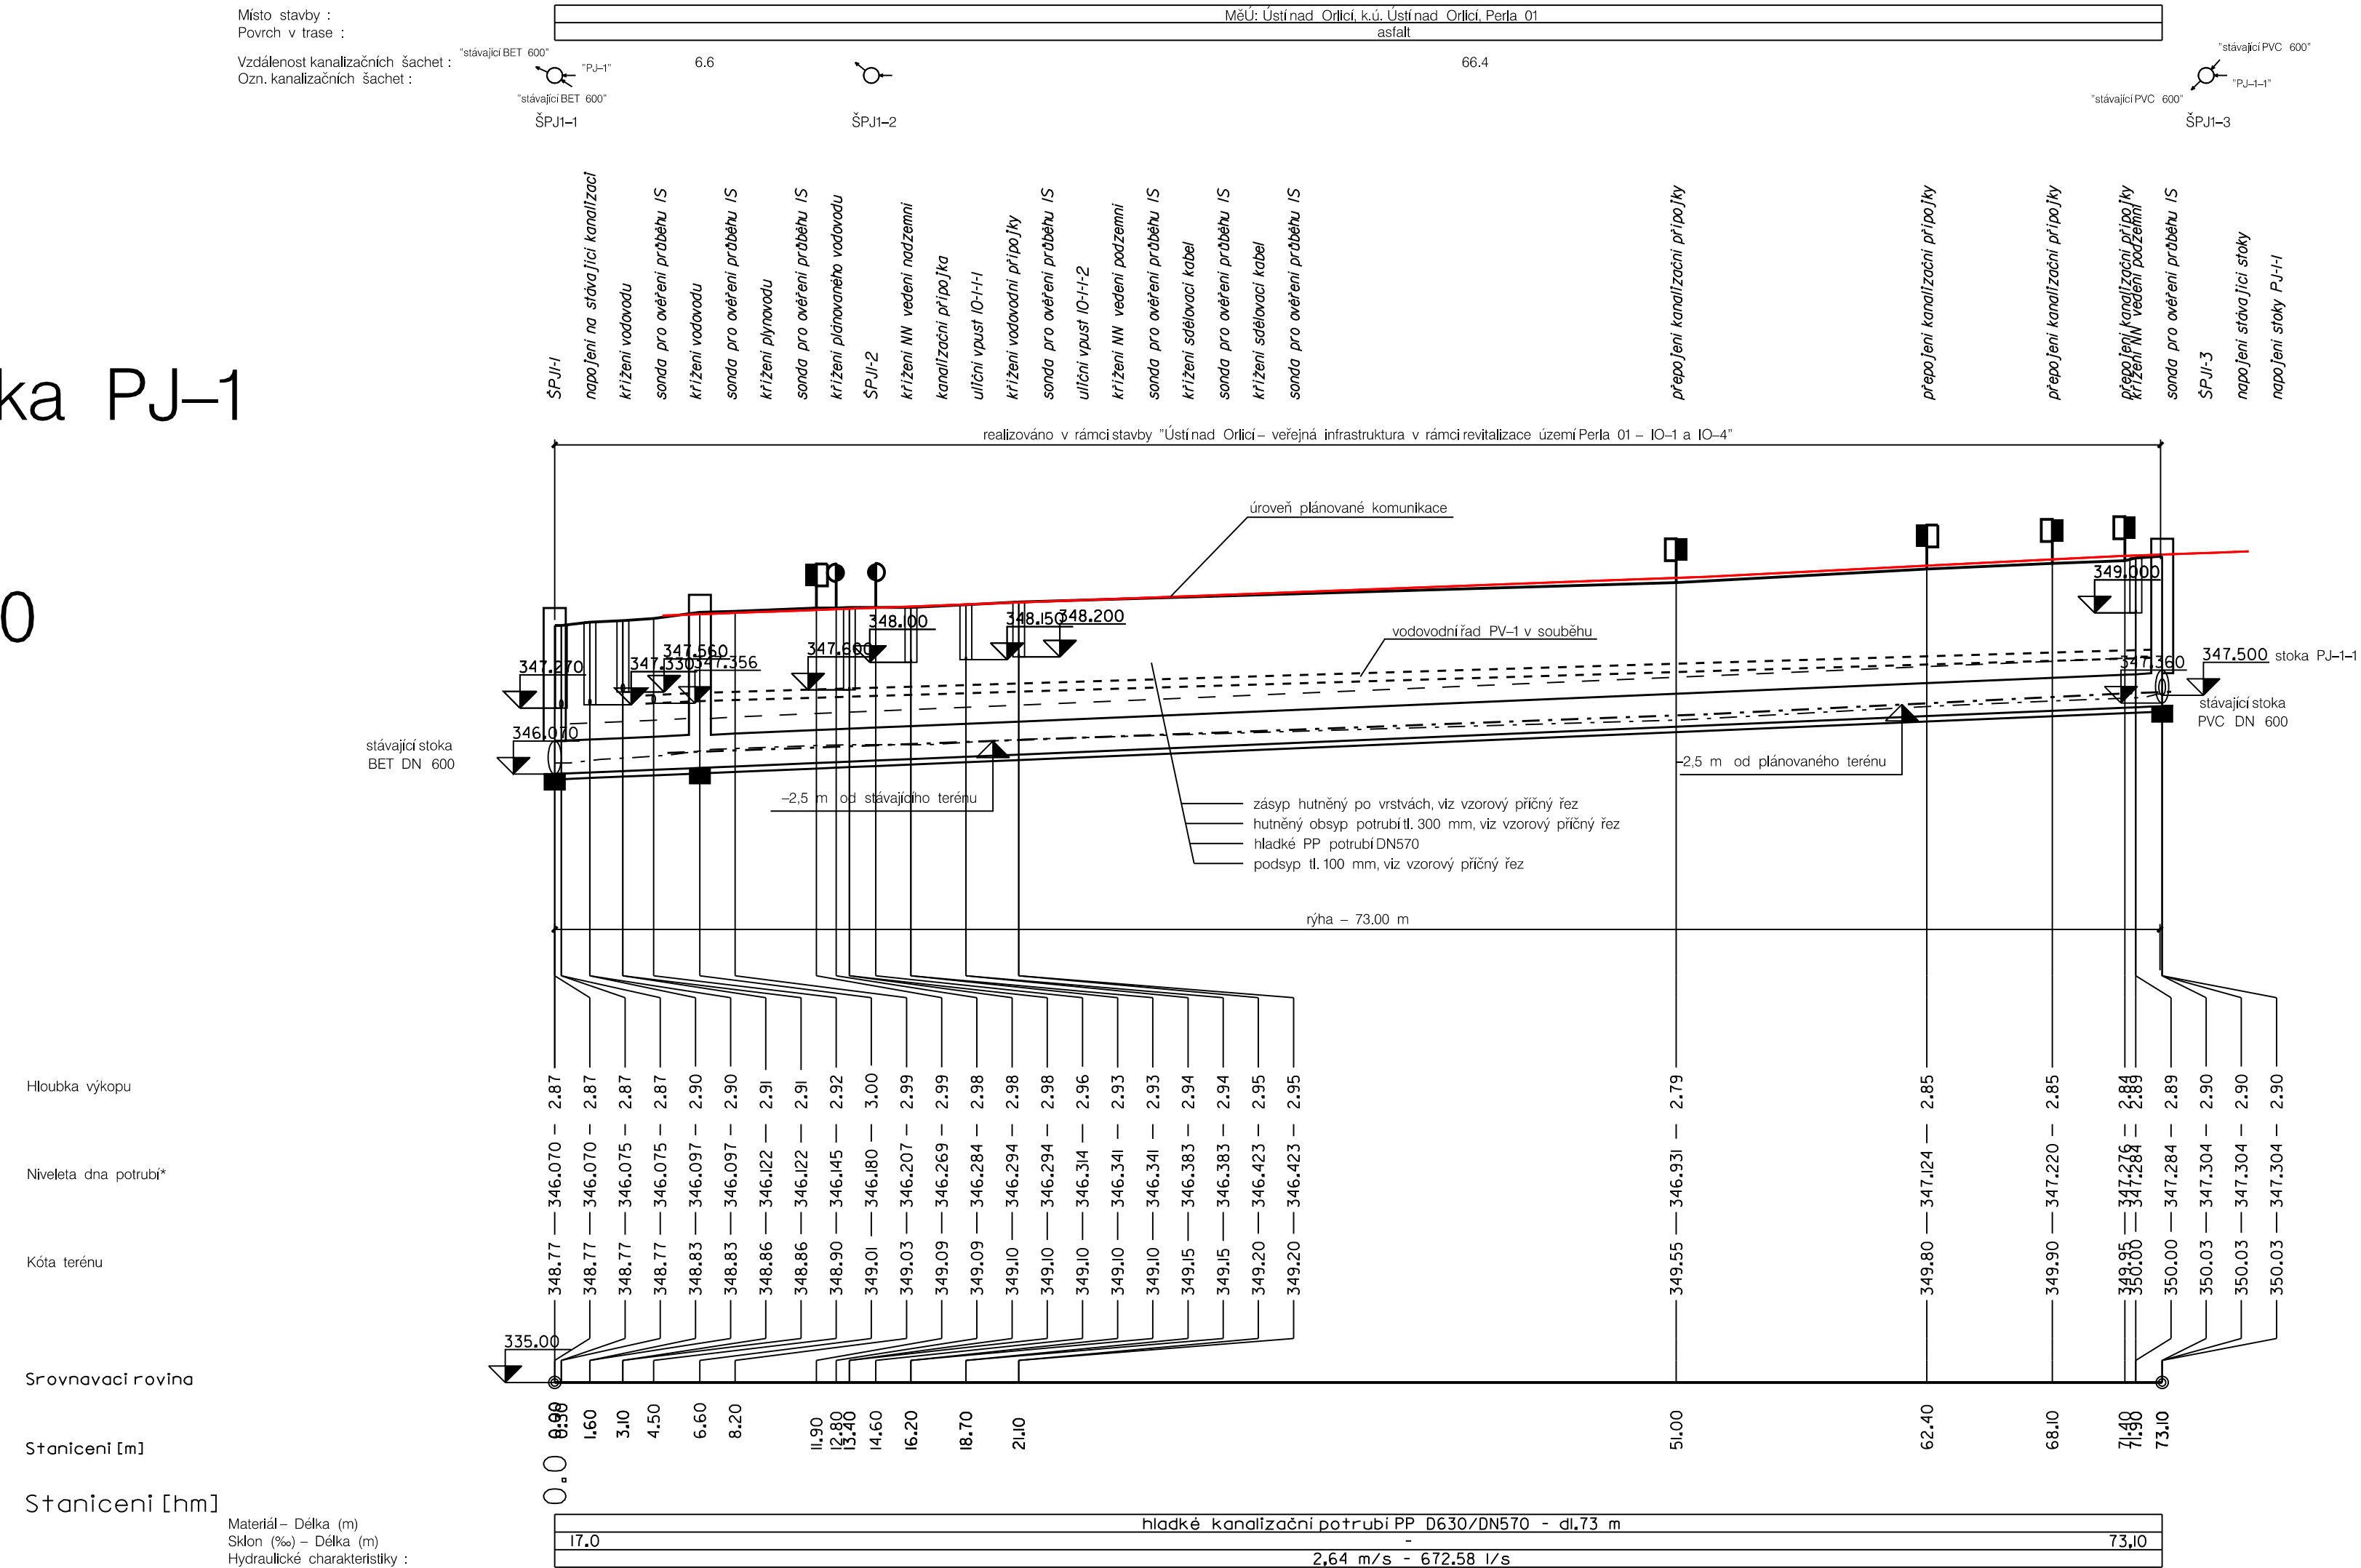 Místo stavby :
MěÚ: Ústí nad Orlicí, k.ú. Ústí nad Orlicí, Perla 01
Povrch v trase :
asfalt
Vzdálenost kanalizačních šachet :
6.6
66.4
Ozn. kanalizačních šachet :
"stávající BET 600"
"PJ–1"
"stávající BET 600"
ŠPJ1–1
ŠPJ1–2
"stávající PVC 600"
"PJ–1–1"
"stávající PVC 600"
ŠPJ1–3
ŠPJ1-1
napojení na stávající kanalizaci
křížení vodovodu
sonda pro ověření průběhu IS
křížení vodovodu
sonda pro ověření průběhu IS
křížení plynovodu
sonda pro ověření průběhu IS
křížení plánovaného vodovodu
ŠPJ1-2
křížení NN vedení nadzemní
kanalizační přípojka
uliční vpust IO-1-1-1
křížení vodovodní přípojky
sonda pro ověření průběhu IS
uliční vpust IO-1-1-2
křížení NN vedení podzemní
sonda pro ověření průběhu IS
křížení sdělovací kabel
sonda pro ověření průběhu IS
křížení sdělovací kabel
sonda pro ověření průběhu IS
přepojení kanalizační přípojky
přepojení kanalizační přípojky
přepojení kanalizační přípojky
přepojení kanalizační přípojky
křížení NN vedení podzemní
sonda pro ověření průběhu IS
ŠPJ1-3
napojení stávající stoky
napojení stoky PJ-1-1
ka PJ–1
0
realizováno v rámci stavby "Ústí nad Orlicí – veřejná infrastruktura v rámci revitalizace území Perla 01 – IO–1 a IO–4"
úroveň plánované komunikace
vodovodní řad PV–1 v souběhu
347.270
346.070
347.330
347.560
347.356
347.600
348.100
348.150
348.200
349.000
347.360
347.500 stoka PJ–1–1
stávající stoka
PVC DN 600
stávající stoka
BET DN 600
–2,5 m od stávajícího terénu
–2,5 m od plánovaného terénu
zásyp hutněný po vrstvách, viz vzorový příčný řez
hutněný obsyp potrubí tl. 300 mm, viz vzorový příčný řez
hladké PP potrubí DN570
podsyp tl. 100 mm, viz vzorový příčný řez
rýha – 73.00 m
Hloubka výkopu
2.87 2.87 2.87 2.87 2.90 2.90 2.91 2.91 2.92 3.00 2.99 2.99 2.98 2.98 2.98 2.96 2.93 2.93 2.94 2.94 2.95 2.95 2.79 2.85 2.85 2.84 2.89 2.89 2.90 2.90 2.90
Niveleta dna potrubí*
346.070 346.070 346.075 346.075 346.097 346.097 346.122 346.122 346.145 346.180 346.207 346.269 346.284 346.294 346.294 346.314 346.341 346.341 346.383 346.383 346.423 346.423 346.931 347.124 347.220 347.276 347.284 347.284 347.304 347.304 347.304
Kóta terénu
348.77 348.77 348.77 348.77 348.83 348.83 348.86 348.86 348.90 349.01 349.03 349.09 349.09 349.10 349.10 349.10 349.10 349.10 349.15 349.15 349.20 349.20 349.55 349.80 349.90 349.95 350.00 350.00 350.03 350.03 350.03
335.00
Srovnavaci rovina
Staniceni [m]
1.60 3.10 4.50 6.60 8.20 11.90 12.80 13.40 14.60 16.20 18.70 21.10 51.00 62.40 68.10 71.40 71.90 73.10
0.0
Staniceni [hm]
Materiál – Délka (m)
hladké kanalizační potrubí PP D630/DN570 - dl.73 m
Sklon (‰) – Délka (m)
17.0
-
73,10
Hydraulické charakteristiky :
2,64 m/s - 672.58 l/s